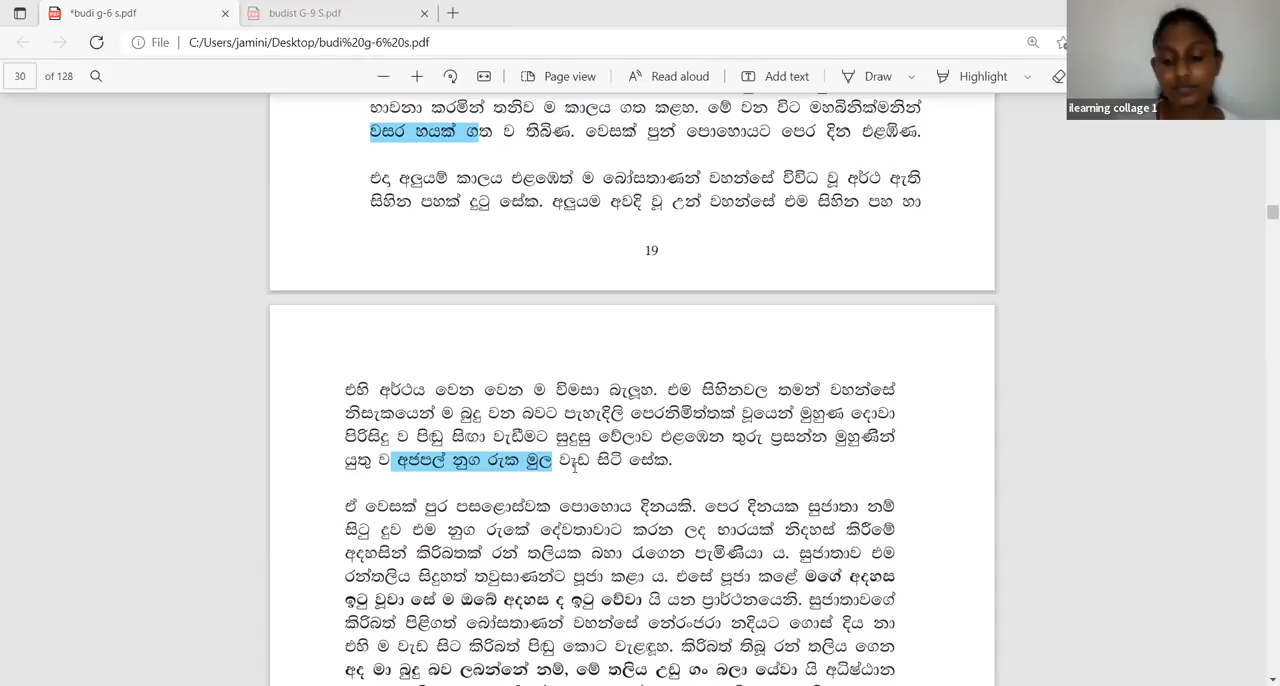 *budi g-6 s.pdf
budist G-9 S.pdf
File
C:/Users/jamini/Desktop/budi%20g-6%20s.pdf
30 of 128
Page view
Read aloud
Add text
Draw
Highlight
ilearning collage 1
භාවනා කරමින් තනිව ම කාලය ගත කළහ. මේ වන විට මහබිනික්මනින්
වසර හයක් ගත ව තිබිණ. වෙසක් පුන් පොහොයට පෙර දින එළඹිණ.
එදා අලුයම් කාලය එළඹෙත් ම බෝසතාණන් වහන්සේ විවිධ වූ අර්ථ ඇති
සිහින පහක් දුටු සේක. අලුයම අවදි වූ උන් වහන්සේ එම සිහින පහ හා
19
එහි අර්ථය වෙන වෙන ම විමසා බැලූහ. එම සිහිනවල තමන් වහන්සේ
නිසැකයෙන් ම බුදු වන බවට පැහැදිලි පෙරනිමිත්තක් වූයෙන් මුහුණ දොවා
පිරිසිදු ව පිඬු සිඟා වැඩීමට සුදුසු වේලාව එළඹෙන තුරු ප්‍රසන්න මුහුණින්
යුතු ව අජපල් නුග රුක මුල වැඩ සිටි සේක.
ඒ වෙසක් පුර පසළොස්වක පොහොය දිනයකි. පෙර දිනයක සුජාතා නම්
සිටු දුව එම නුග රුකේ දේවතාවාට කරන ලද භාරයක් නිදහස් කිරීමේ
අදහසින් කිරිබතක් රන් තලියක බහා රැගෙන පැමිණියා ය. සුජාතාව එම
රන්තලිය සිදුහත් තවුසාණන්ට පූජා කළා ය. එසේ පූජා කළේ මගේ අදහස
ඉටු වූවා සේ ම ඔබේ අදහස ද ඉටු වේවා යි යන ප්‍රාර්ථනයෙනි. සුජාතාවගේ
කිරිබත් පිළිගත් බෝසතාණන් වහන්සේ නේරංජරා නදියට ගොස් දිය නා
එහි ම වැඩ සිට කිරිබත් පිඬු කොට වැළඳූහ. කිරිබත් තිබූ රන් තලිය ගෙන
අද මා බුදු බව ලබන්නේ නම්, මේ තලිය උඩු ගං බලා යේවා යි අධිෂ්ඨාන